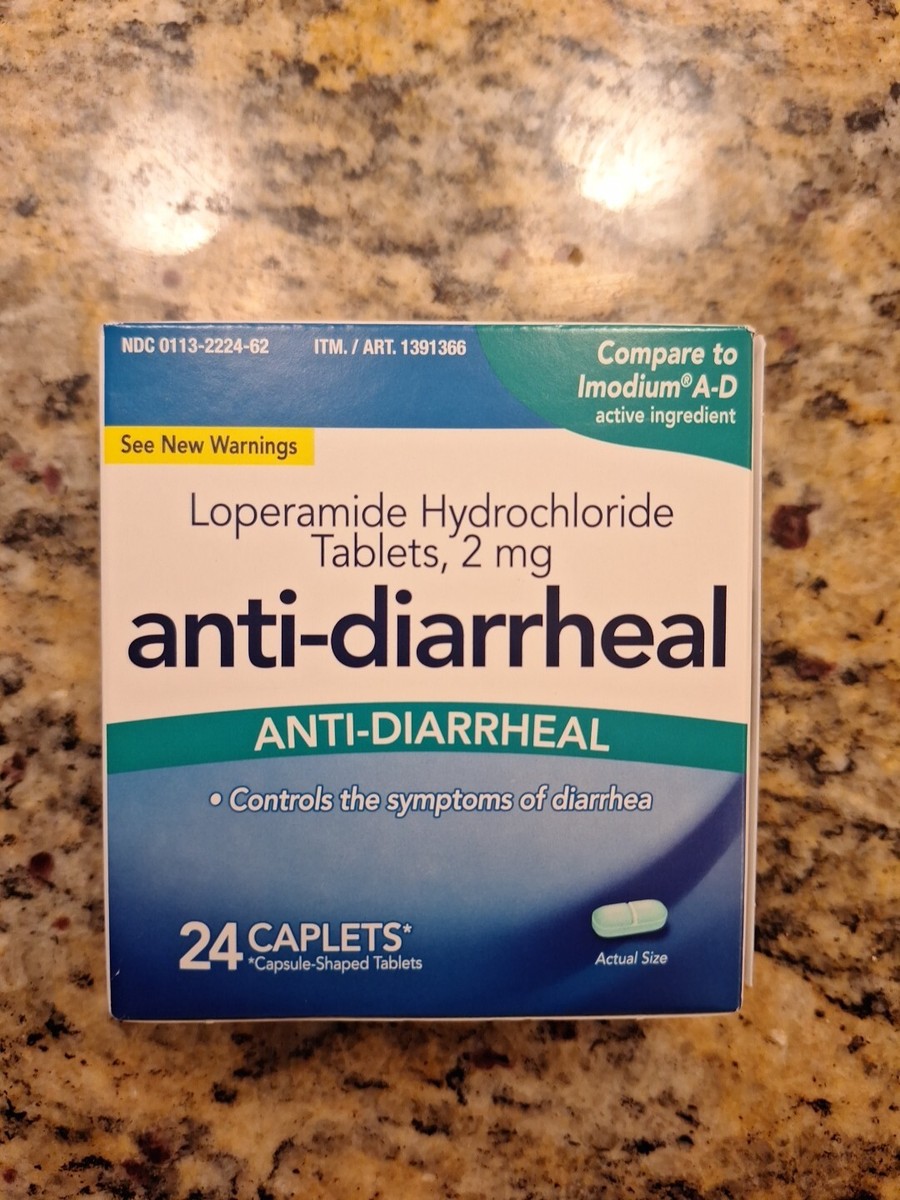 NDC 0113-2224-62 ITM. / ART. 1391366
Compare to
Imodium® A-D
active ingredient
See New Warnings
Loperamide Hydrochloride
Tablets, 2 mg
anti-diarrheal
ANTI-DIARRHEAL
• Controls the symptoms of diarrhea
24 CAPLETS*
*Capsule-Shaped Tablets
Actual Size